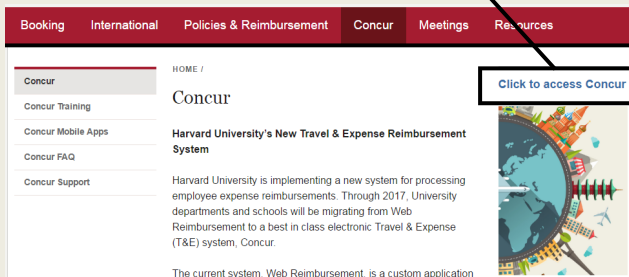 Booking International Policies & Reimbursement Concur Meetings Resources
Concur
Concur Training
Concur Mobile Apps
Concur FAQ
Concur Support
HOME /
Concur
Harvard University's New Travel & Expense Reimbursement
System
Harvard University is implementing a new system for processing
employee expense reimbursements. Through 2017, University
departments and schools will be migrating from Web
Reimbursement to a best in class electronic Travel & Expense
(T&E) system, Concur.
The current system, Web Reimbursement, is a custom application
Click to access Concur